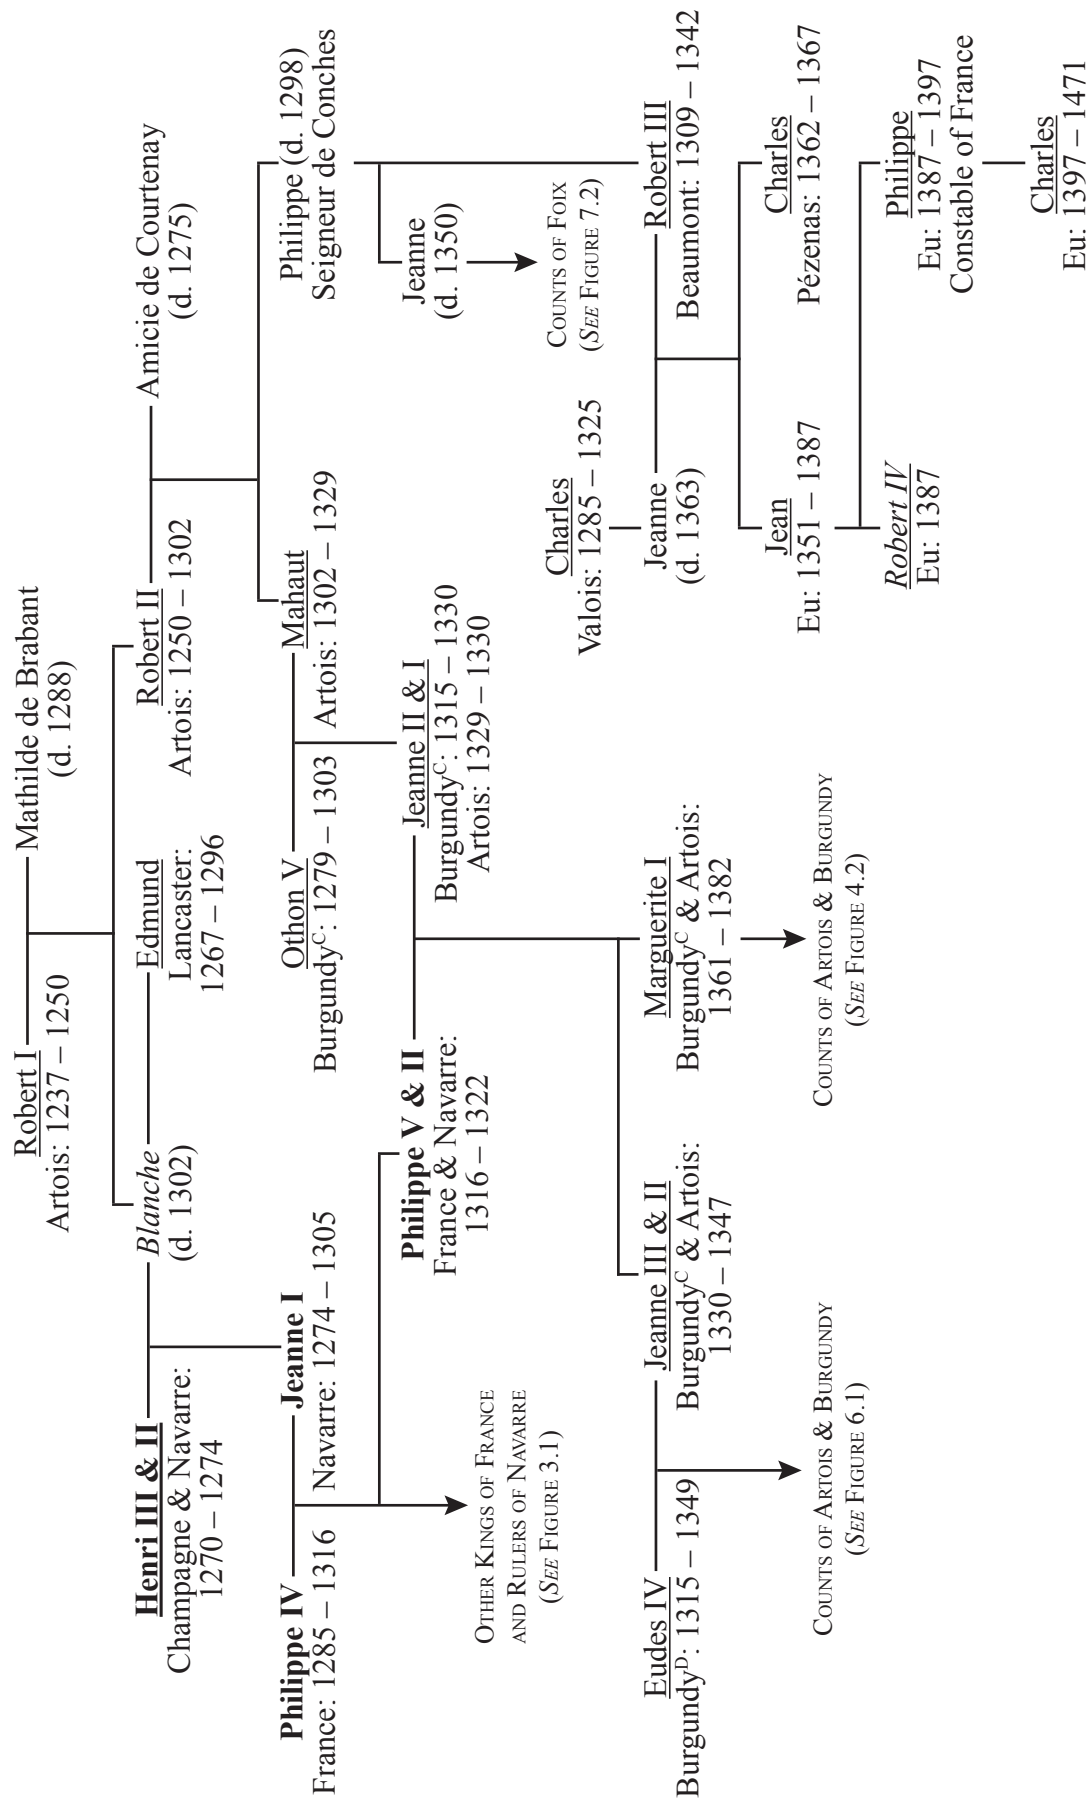 Robert I
Artois: 1237 – 1250
Mathilde de Brabant
(d. 1288)
Henri III & II
Champagne & Navarre:
1270 – 1274
Blanche
(d. 1302)
Edmund
Lancaster:
1267 – 1296
Robert II
Artois: 1250 – 1302
Amicie de Courtenay
(d. 1275)
Philippe IV
France: 1285 – 1316
Jeanne I
Navarre: 1274 – 1305
Othon V
Burgundyᶜ: 1279 – 1303
Mahaut
Artois: 1302 – 1329
Philippe (d. 1298)
Seigneur de Conches
Other Kings of France
and Rulers of Navarre
(See Figure 3.1)
Philippe V & II
France & Navarre:
1316 – 1322
Jeanne II & I
Burgundyᶜ: 1315 – 1330
Artois: 1329 – 1330
Jeanne
(d. 1350)
Counts of Foix
(See Figure 7.2)
Charles
Valois: 1285 – 1325
Eudes IV
Burgundyᴰ: 1315 – 1349
Jeanne III & II
Burgundyᶜ & Artois:
1330 – 1347
Marguerite I
Burgundyᶜ & Artois:
1361 – 1382
Jeanne
(d. 1363)
Robert III
Beaumont: 1309 – 1342
Counts of Artois & Burgundy
(See Figure 6.1)
Counts of Artois & Burgundy
(See Figure 4.2)
Jean
Eu: 1351 – 1387
Charles
Pézenas: 1362 – 1367
Robert IV
Eu: 1387
Philippe
Eu: 1387 – 1397
Constable of France
Charles
Eu: 1397 – 1471